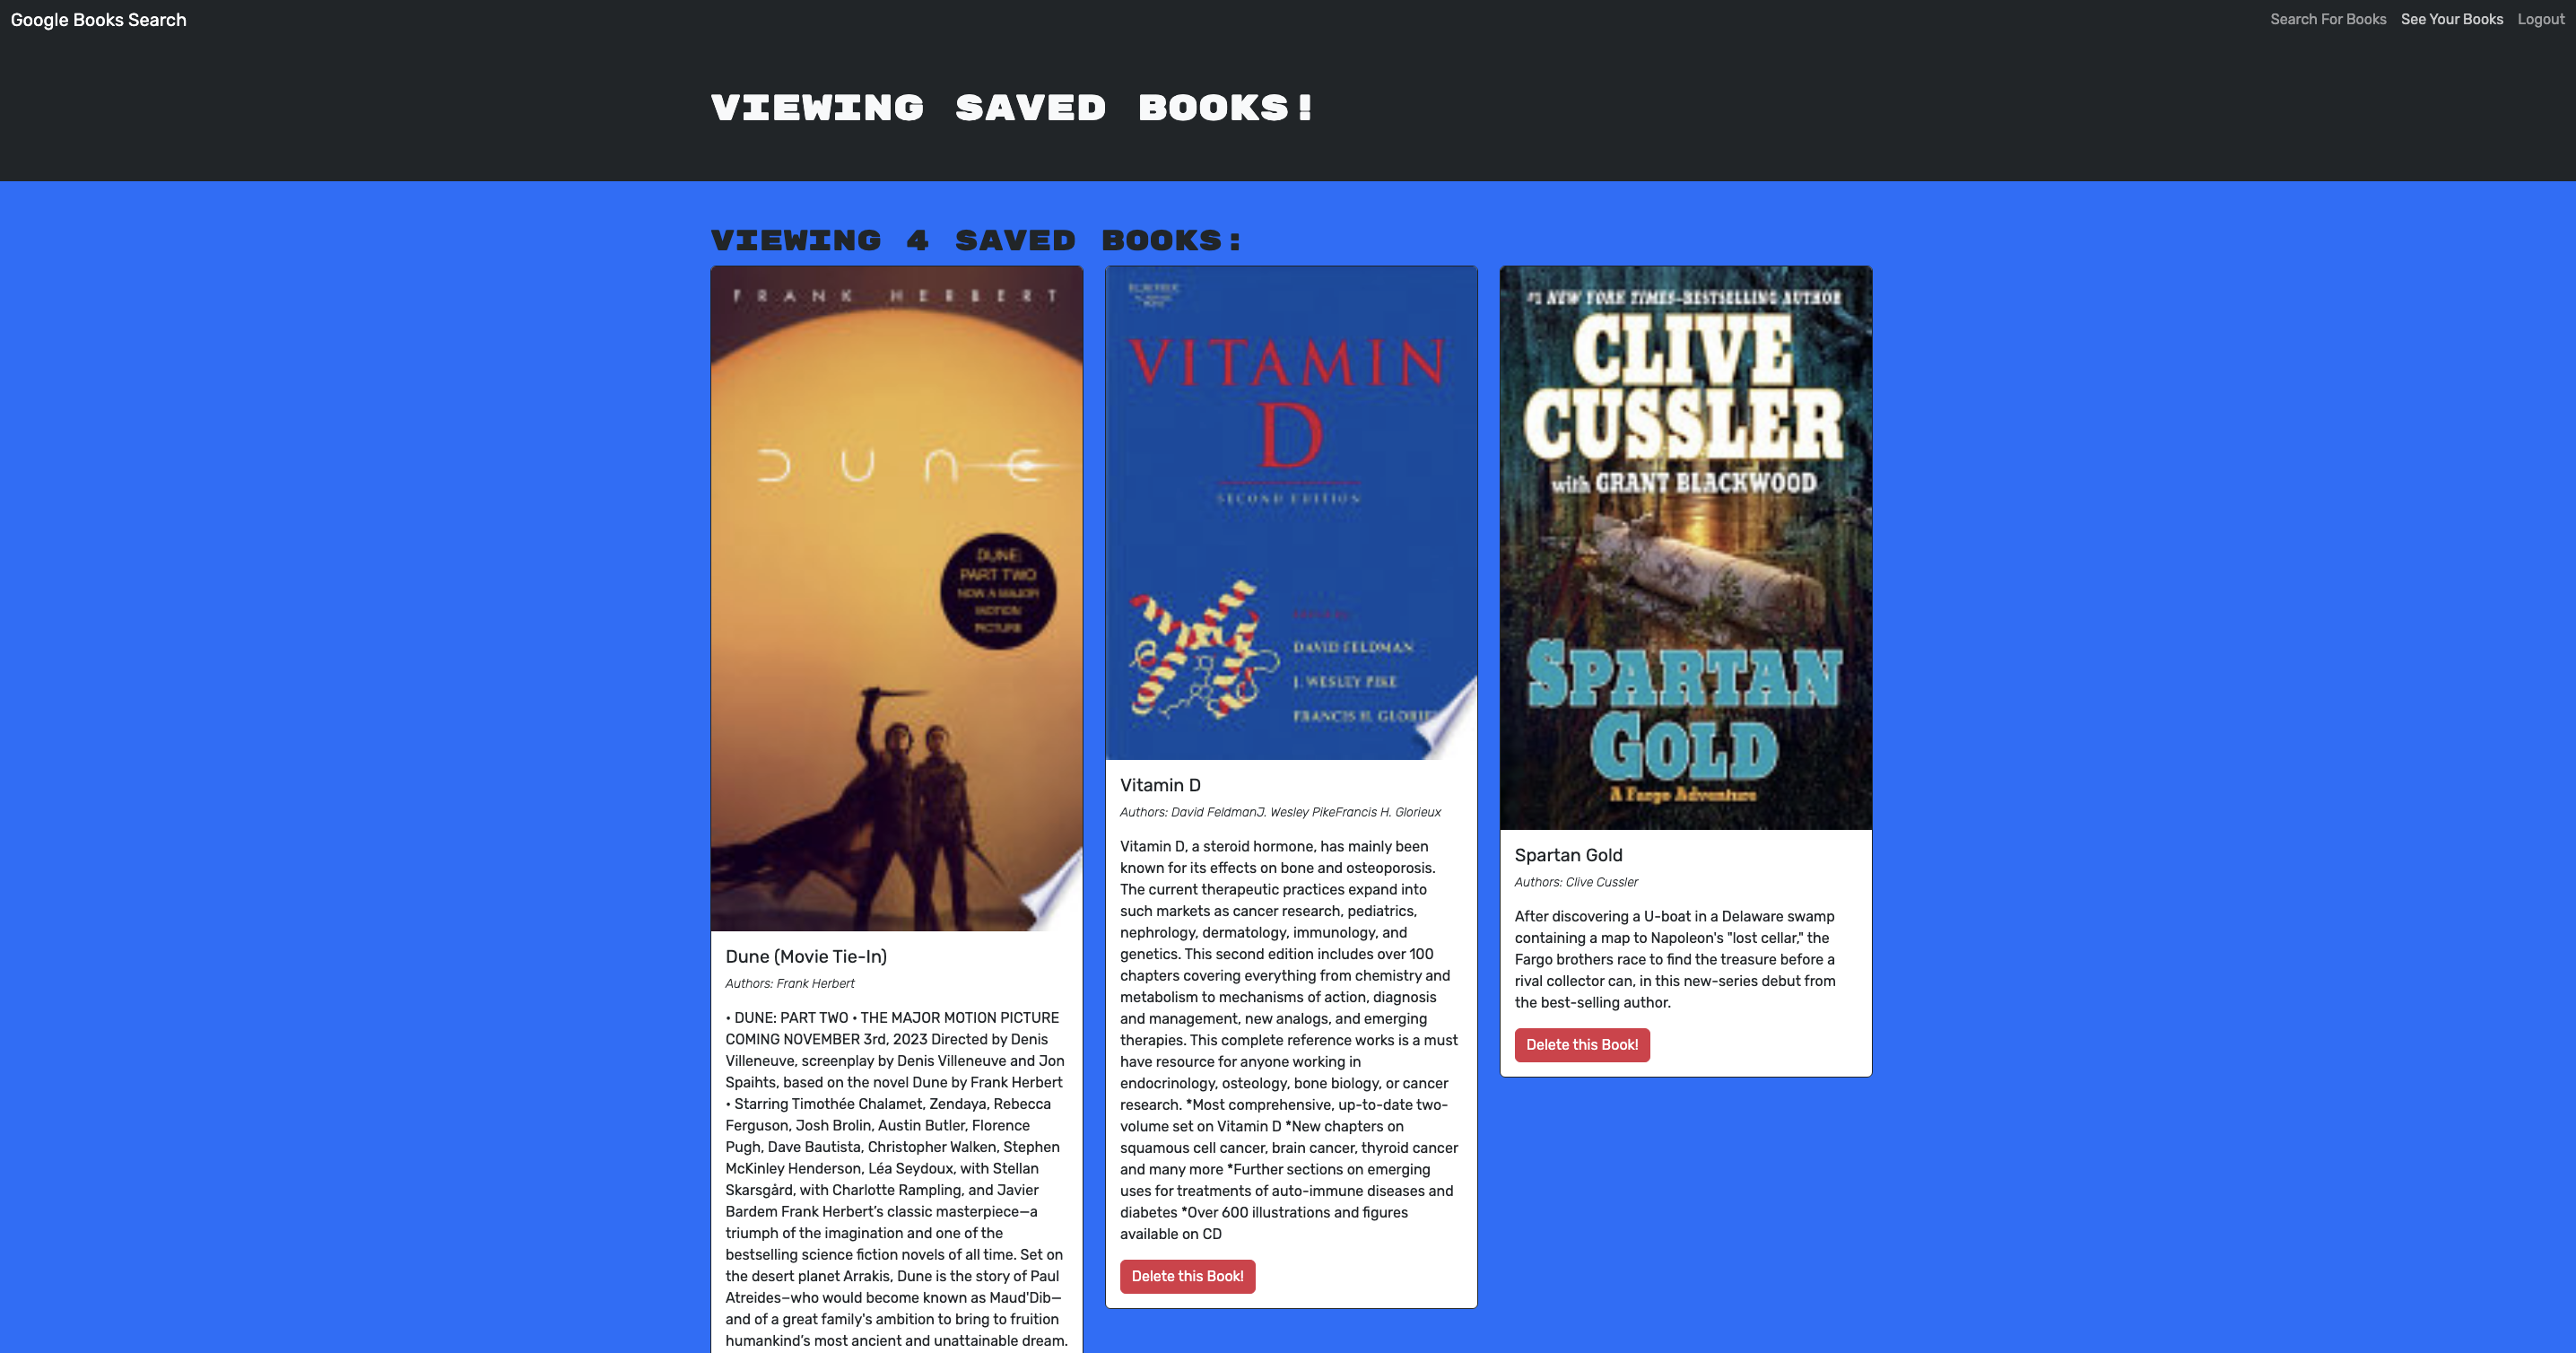 Google Books Search
Search For Books See Your Books Logout
VIEWING SAVED BOOKS!
VIEWING 4 SAVED BOOKS:
FRANK HERBERT
DUNE
DUNE:
PART TWO
NOW A MAJOR
MOTION
PICTURE
Dune (Movie Tie-In)
Authors: Frank Herbert
• DUNE: PART TWO • THE MAJOR MOTION PICTURE
COMING NOVEMBER 3rd, 2023 Directed by Denis
Villeneuve, screenplay by Denis Villeneuve and Jon
Spaihts, based on the novel Dune by Frank Herbert
• Starring Timothée Chalamet, Zendaya, Rebecca
Ferguson, Josh Brolin, Austin Butler, Florence
Pugh, Dave Bautista, Christopher Walken, Stephen
McKinley Henderson, Léa Seydoux, with Stellan
Skarsgård, with Charlotte Rampling, and Javier
Bardem Frank Herbert’s classic masterpiece—a
triumph of the imagination and one of the
bestselling science fiction novels of all time. Set on
the desert planet Arrakis, Dune is the story of Paul
Atreides−who would become known as Maud'Dib—
and of a great family's ambition to bring to fruition
humankind’s most ancient and unattainable dream.
VITAMIN
D
SECOND EDITION
DAVID FELDMAN
J. WESLEY PIKE
FRANCIS H. GLORIE
Vitamin D
Authors: David FeldmanJ. Wesley PikeFrancis H. Glorieux
Vitamin D, a steroid hormone, has mainly been
known for its effects on bone and osteoporosis.
The current therapeutic practices expand into
such markets as cancer research, pediatrics,
nephrology, dermatology, immunology, and
genetics. This second edition includes over 100
chapters covering everything from chemistry and
metabolism to mechanisms of action, diagnosis
and management, new analogs, and emerging
therapies. This complete reference works is a must
have resource for anyone working in
endocrinology, osteology, bone biology, or cancer
research. *Most comprehensive, up-to-date two-
volume set on Vitamin D *New chapters on
squamous cell cancer, brain cancer, thyroid cancer
and many more *Further sections on emerging
uses for treatments of auto-immune diseases and
diabetes *Over 600 illustrations and figures
available on CD
Delete this Book!
#1 NEW YORK TIMES–BESTSELLING AUTHOR
CLIVE
CUSSLER
with GRANT BLACKWOOD
SPARTAN
GOLD
A Fargo Adventure
Spartan Gold
Authors: Clive Cussler
After discovering a U-boat in a Delaware swamp
containing a map to Napoleon's "lost cellar," the
Fargo brothers race to find the treasure before a
rival collector can, in this new-series debut from
the best-selling author.
Delete this Book!